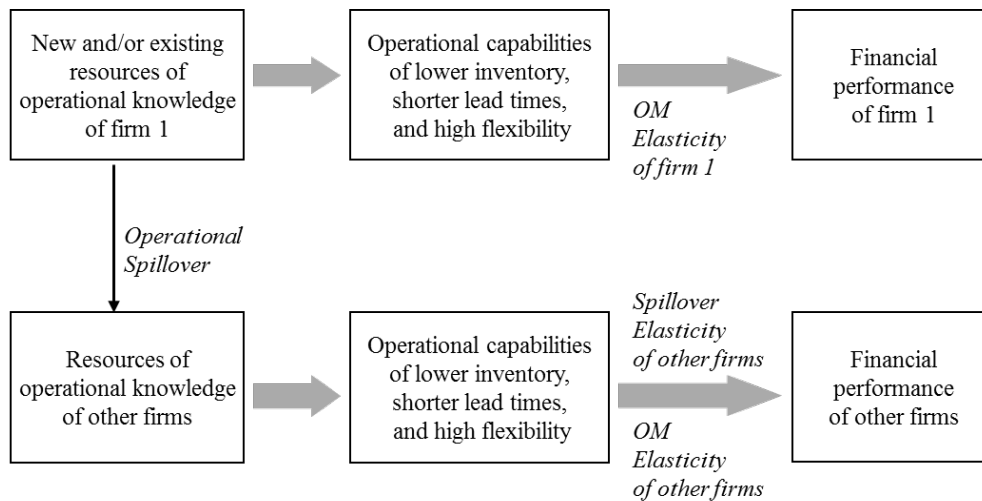 New and/or existing
resources of
operational knowledge
of firm 1
Operational capabilities
of lower inventory,
shorter lead times,
and high flexibility
OM
Elasticity
of firm 1
Financial
performance
of firm 1
Operational
Spillover
Resources of
operational knowledge
of other firms
Operational capabilities
of lower inventory,
shorter lead times,
and high flexibility
Spillover
Elasticity
of other firms
OM
Elasticity
of other firms
Financial
performance
of other firms